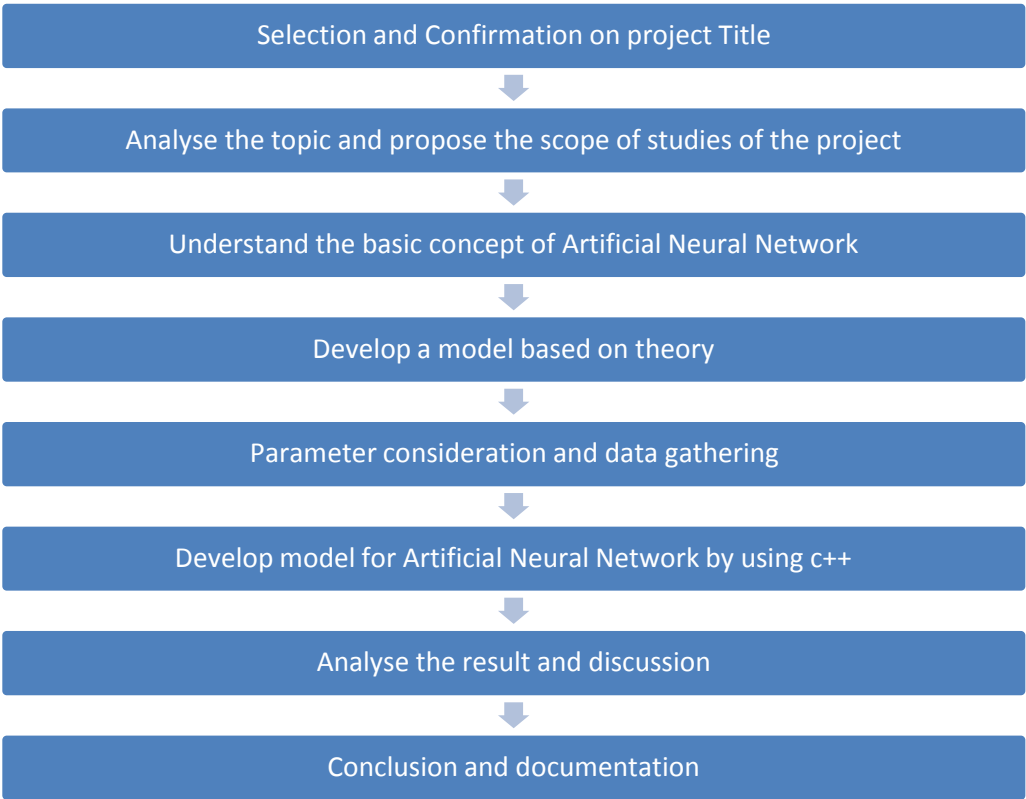 Selection and Confirmation on project Title
Analyse the topic and propose the scope of studies of the project
Understand the basic concept of Artificial Neural Network
Develop a model based on theory
Parameter consideration and data gathering
Develop model for Artificial Neural Network by using c++
Analyse the result and discussion
Conclusion and documentation